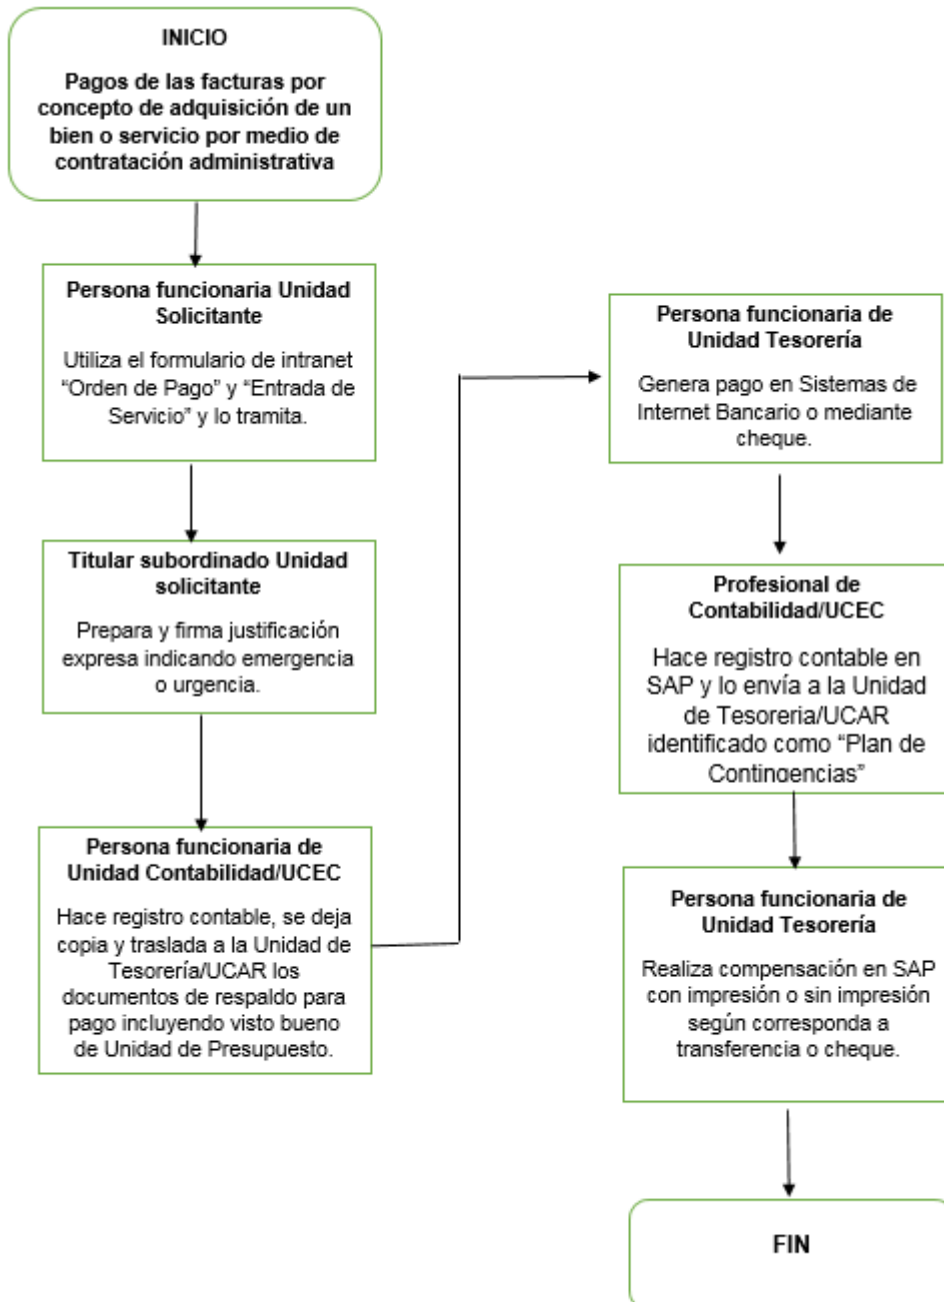 INICIO
Pagos de las facturas por
concepto de adquisición de un
bien o servicio por medio de
contratación administrativa
Persona funcionaria Unidad
Solicitante
Utiliza el formulario de intranet
“Orden de Pago” y “Entrada de
Servicio” y lo tramita.
Titular subordinado Unidad
solicitante
Prepara y firma justificación
expresa indicando emergencia
o urgencia.
Persona funcionaria de
Unidad Contabilidad/UCEC
Hace registro contable, se deja
copia y traslada a la Unidad de
Tesorería/UCAR los
documentos de respaldo para
pago incluyendo visto bueno
de Unidad de Presupuesto.
Persona funcionaria de
Unidad Tesorería
Genera pago en Sistemas de
Internet Bancario o mediante
cheque.
Profesional de
Contabilidad/UCEC
Hace registro contable en
SAP y lo envía a la Unidad
de Tesoreria/UCAR
identificado como “Plan de
Contingencias”
Persona funcionaria de
Unidad Tesorería
Realiza compensación en SAP
con impresión o sin impresión
según corresponda a
transferencia o cheque.
FIN